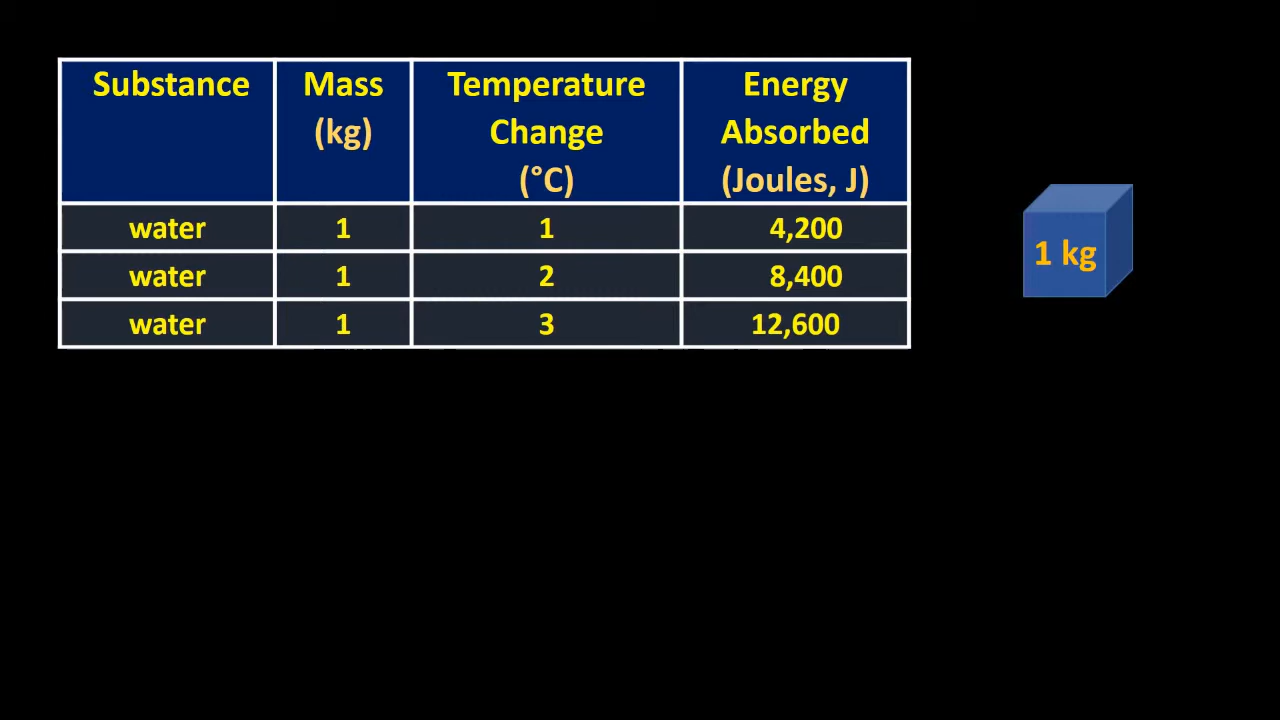 Substance Mass Temperature Energy
(kg) Change Absorbed
(°C) (Joules, J)
water 1 1 4,200
water 1 2 8,400
water 1 3 12,600
1 kg